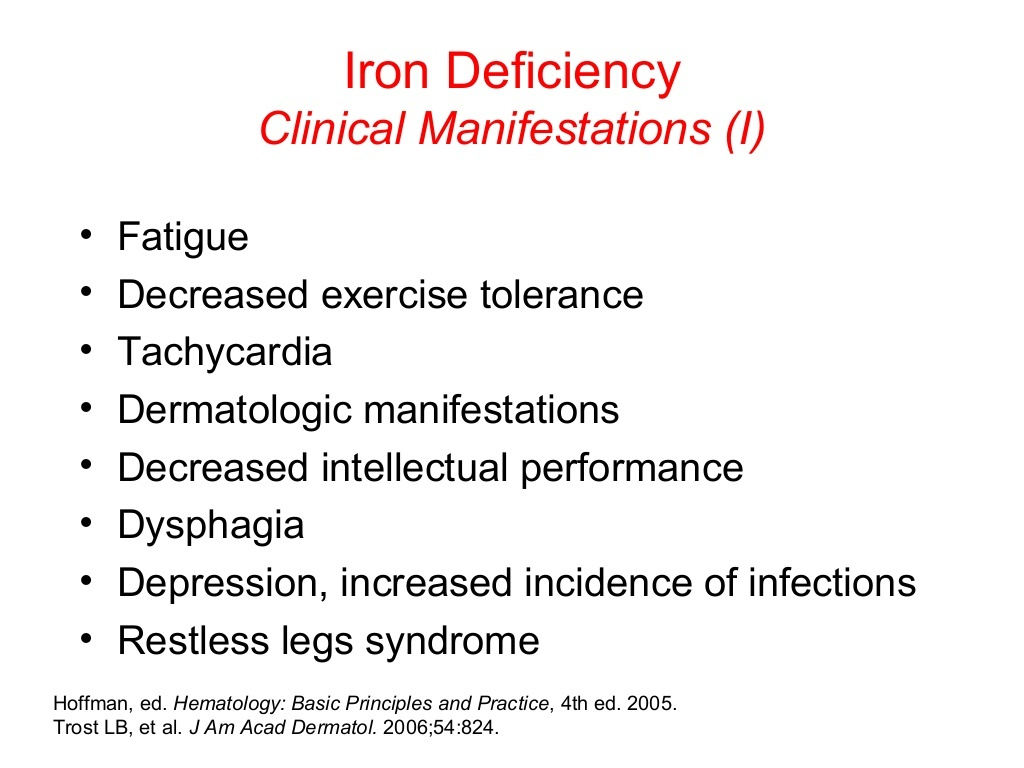 Iron Deficiency
Clinical Manifestations (I)
• Fatigue
• Decreased exercise tolerance
• Tachycardia
• Dermatologic manifestations
• Decreased intellectual performance
• Dysphagia
• Depression, increased incidence of infections
• Restless legs syndrome
Hoffman, ed. Hematology: Basic Principles and Practice, 4th ed. 2005.
Trost LB, et al. J Am Acad Dermatol. 2006;54:824.